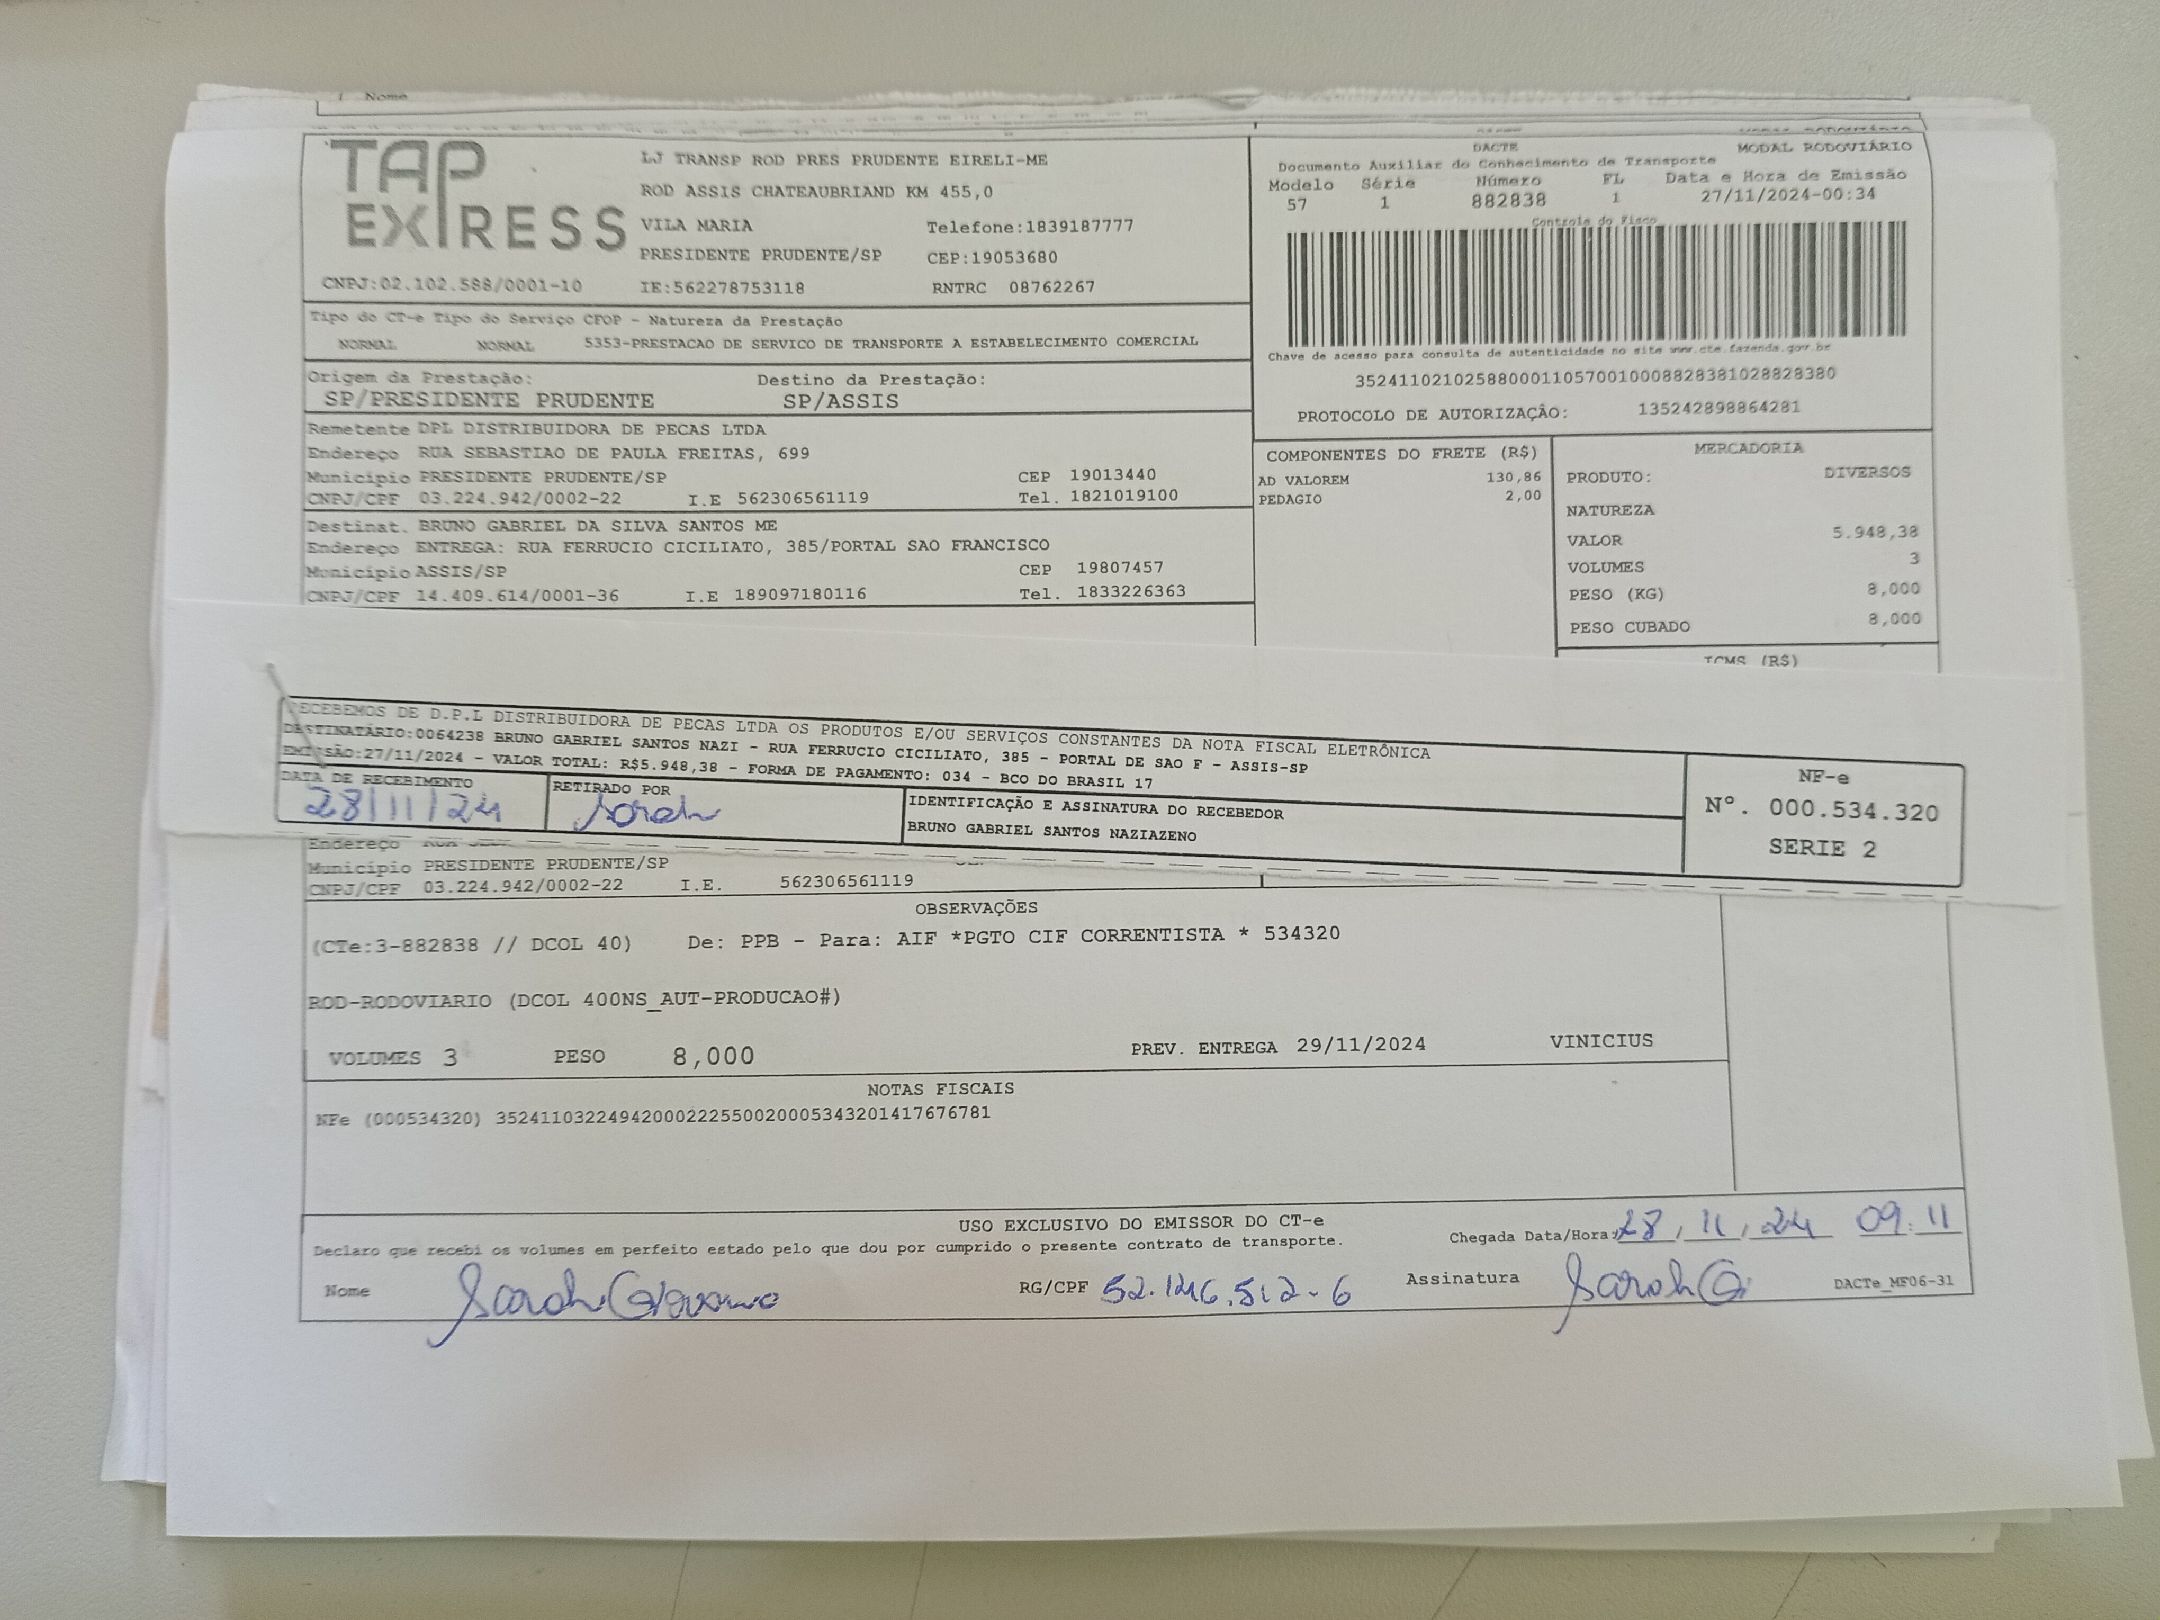 Nome
TAP EXPRESS
LJ TRANSP ROD PRES PRUDENTE EIRELI-ME
ROD ASSIS CHATEAUBRIAND KM 455,0
VILA MARIA Telefone:1839187777
PRESIDENTE PRUDENTE/SP CEP:19053680
CNPJ:02.102.588/0001-10 IE:562278753118 RNTRC 08762267
DACTE MODAL RODOVIÁRIO
Documento Auxiliar do Conhecimento de Transporte
Modelo Série Número FL Data e Hora de Emissão
57 1 882838 1 27/11/2024-00:34
Controle do Fisco
Chave de acesso para consulta de autenticidade no site www.cte.fazenda.gov.br
35241102102588000110570010008828381028828380
PROTOCOLO DE AUTORIZAÇÃO: 135242898864281
Tipo do CT-e Tipo do Serviço CFOP - Natureza da Prestação
NORMAL NORMAL 5353-PRESTACAO DE SERVICO DE TRANSPORTE A ESTABELECIMENTO COMERCIAL
Origem da Prestação: Destino da Prestação:
SP/PRESIDENTE PRUDENTE SP/ASSIS
Remetente DPL DISTRIBUIDORA DE PECAS LTDA
Endereço RUA SEBASTIAO DE PAULA FREITAS, 699
Município PRESIDENTE PRUDENTE/SP CEP 19013440
CNPJ/CPF 03.224.942/0002-22 I.E 562306561119 Tel. 1821019100
Destinat. BRUNO GABRIEL DA SILVA SANTOS ME
Endereço ENTREGA: RUA FERRUCIO CICILIATO, 385/PORTAL SAO FRANCISCO
Município ASSIS/SP CEP 19807457
CNPJ/CPF 14.409.614/0001-36 I.E 189097180116 Tel. 1833226363
COMPONENTES DO FRETE (R$)
AD VALOREM 130,86
PEDAGIO 2,00
MERCADORIA
PRODUTO: DIVERSOS
NATUREZA
VALOR 5.948,38
VOLUMES 3
PESO (KG) 8,000
PESO CUBADO 8,000
ICMS (R$)
RECEBEMOS DE D.P.L DISTRIBUIDORA DE PECAS LTDA OS PRODUTOS E/OU SERVIÇOS CONSTANTES DA NOTA FISCAL ELETRÔNICA
DESTINATÁRIO:0064238 BRUNO GABRIEL SANTOS NAZI - RUA FERRUCIO CICILIATO, 385 - PORTAL DE SAO F - ASSIS-SP
EMISSÃO:27/11/2024 - VALOR TOTAL: R$5.948,38 - FORMA DE PAGAMENTO: 034 - BCO DO BRASIL 17
DATA DE RECEBIMENTO RETIRADO POR IDENTIFICAÇÃO E ASSINATURA DO RECEBEDOR
28/11/24 Sarah BRUNO GABRIEL SANTOS NAZIAZENO
NF-e
Nº. 000.534.320
SERIE 2
Endereço
Município PRESIDENTE PRUDENTE/SP
CNPJ/CPF 03.224.942/0002-22 I.E. 562306561119
OBSERVAÇÕES
(CTe:3-882838 // DCOL 40) De: PPB - Para: AIF *PGTO CIF CORRENTISTA * 534320
ROD-RODOVIARIO (DCOL 400NS_AUT-PRODUCAO#)
VOLUMES 3 PESO 8,000 PREV. ENTREGA 29/11/2024 VINICIUS
NOTAS FISCAIS
NFe (000534320) 35241103224942000222550020005343201417676781
USO EXCLUSIVO DO EMISSOR DO CT-e
Declaro que recebi os volumes em perfeito estado pelo que dou por cumprido o presente contrato de transporte.
Chegada Data/Hora: 28/11/24 09:11
Nome Sarah RG/CPF 52.146.512-6 Assinatura Sarah G. DACTe_MF06-31